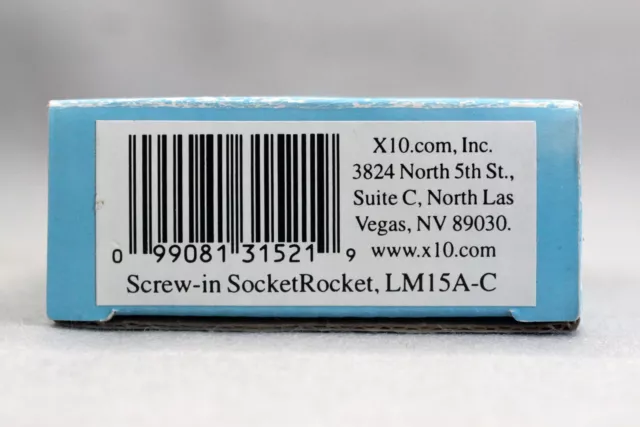 X10.com, Inc.
3824 North 5th St.,
Suite C, North Las
Vegas, NV 89030.
www.x10.com
0 99081 31521 9
Screw-in SocketRocket, LM15A-C